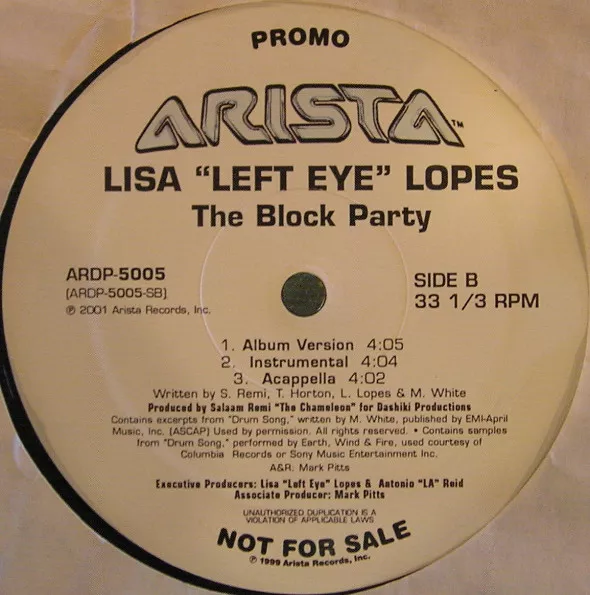 PROMO
ARISTA™
LISA “LEFT EYE” LOPES
The Block Party
ARDP-5005
(ARDP-5005-SB)
℗ 2001 Arista Records, Inc.
SIDE B
33 1/3 RPM
1. Album Version 4:05
2. Instrumental 4:04
3. Acappella 4:02
Written by S. Remi, T. Horton, L. Lopes & M. White
Produced by Salaam Remi “The Chameleon” for Dashiki Productions
Contains excerpts from “Drum Song,” written by M. White, published by EMI-April
Music, Inc. (ASCAP) Used by permission. All rights reserved. • Contains samples
from “Drum Song,” performed by Earth, Wind & Fire, used courtesy of
Columbia Records or Sony Music Entertainment Inc.
A&R: Mark Pitts
Executive Producers: Lisa “Left Eye” Lopes & Antonio “LA” Reid
Associate Producer: Mark Pitts
UNAUTHORIZED DUPLICATION IS A
VIOLATION OF APPLICABLE LAWS
NOT FOR SALE
℗ 1999 Arista Records, Inc.